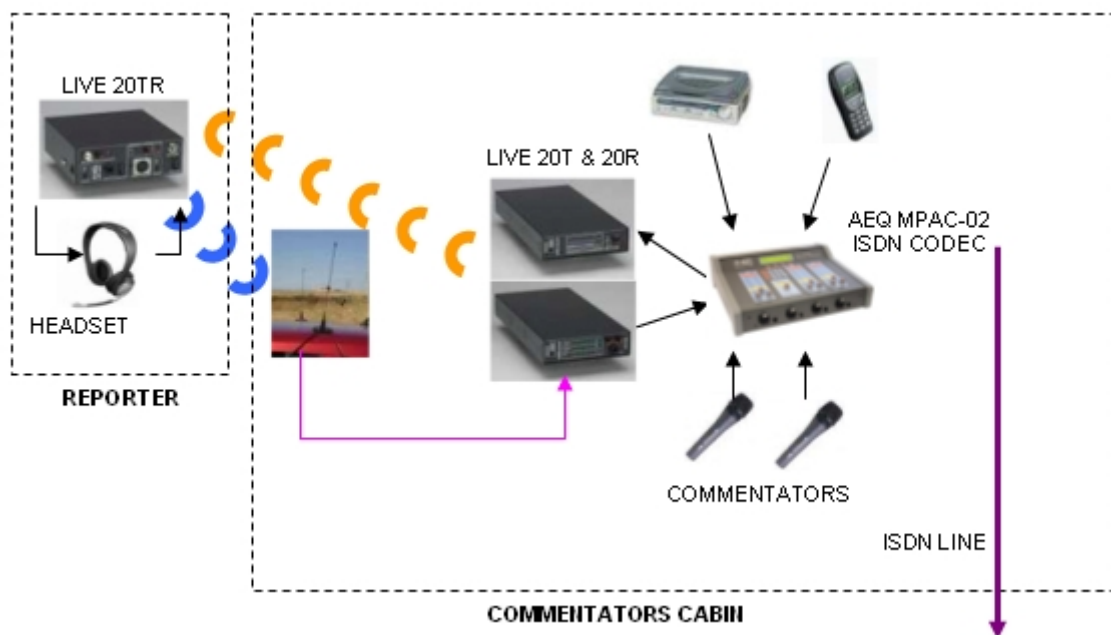 LIVE 20TR
HEADSET
REPORTER
LIVE 20T & 20R
AEQ MPAC-02
ISDN CODEC
COMMENTATORS
ISDN LINE
COMMENTATORS CABIN